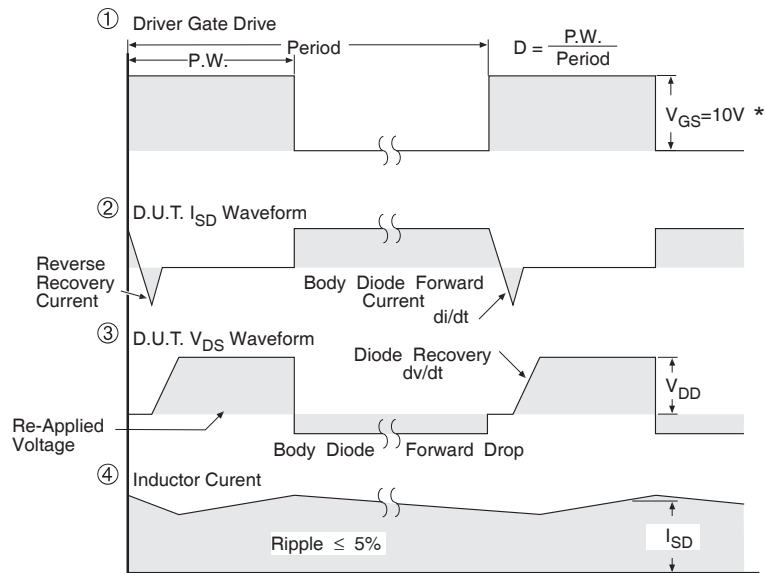 ① Driver Gate Drive
Period
P.W.
D = P.W. / Period
V_GS=10V *
② D.U.T. I_SD Waveform
Reverse
Recovery
Current
Body Diode Forward
Current
di/dt
③ D.U.T. V_DS Waveform
Diode Recovery
dv/dt
V_DD
Re-Applied
Voltage
Body Diode
Forward Drop
④ Inductor Curent
Ripple ≤ 5%
I_SD